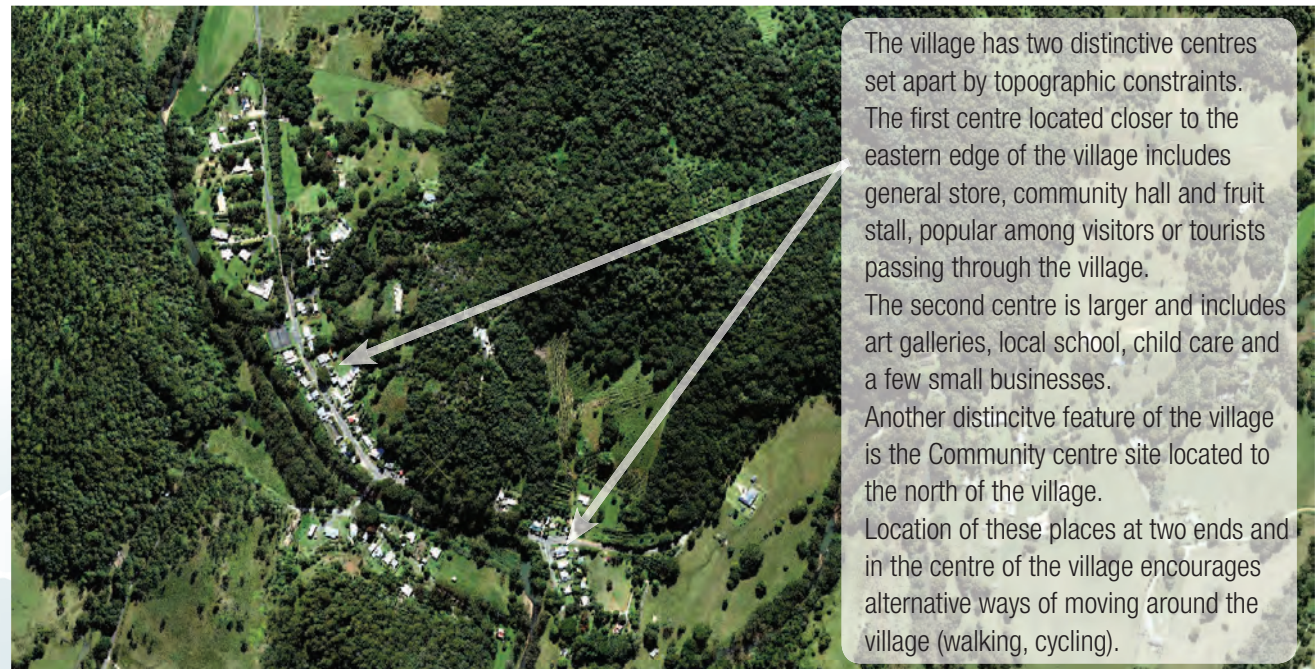 The village has two distinctive centres
set apart by topographic constraints.
The first centre located closer to the
eastern edge of the village includes
general store, community hall and fruit
stall, popular among visitors or tourists
passing through the village.
The second centre is larger and includes
art galleries, local school, child care and
a few small businesses.
Another distincitve feature of the village
is the Community centre site located to
the north of the village.
Location of these places at two ends and
in the centre of the village encourages
alternative ways of moving around the
village (walking, cycling).